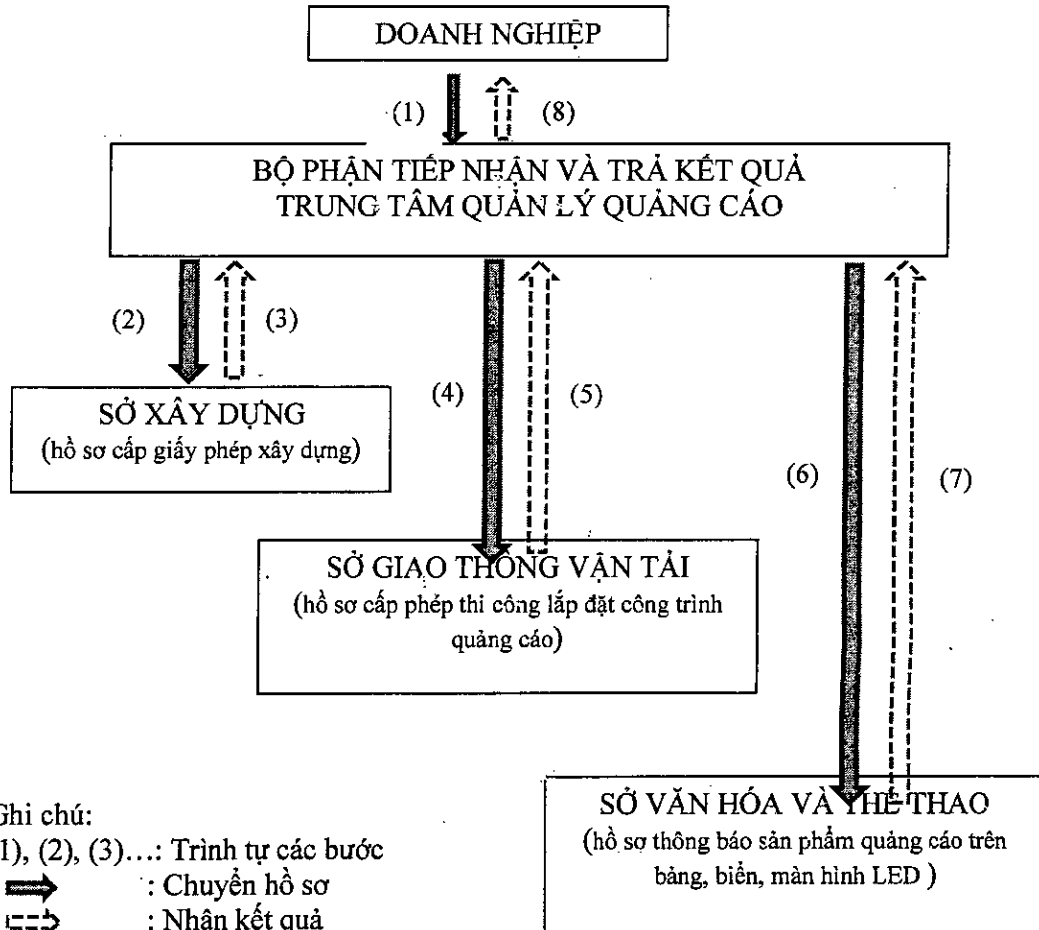 DOANH NGHIỆP
(1)
(8)
BỘ PHẬN TIẾP NHẬN VÀ TRẢ KẾT QUẢ
TRUNG TÂM QUẢN LÝ QUẢNG CÁO
(2)
(3)
(4)
(5)
(6)
(7)
SỞ XÂY DỰNG
(hồ sơ cấp giấy phép xây dựng)
SỞ GIAO THÔNG VẬN TẢI
(hồ sơ cấp phép thi công lắp đặt công trình
quảng cáo)
SỞ VĂN HÓA VÀ THỂ THAO
(hồ sơ thông báo sản phẩm quảng cáo trên
bảng, biển, màn hình LED )
Ghi chú:
1), (2), (3)…: Trình tự các bước
: Chuyển hồ sơ
: Nhận kết quả